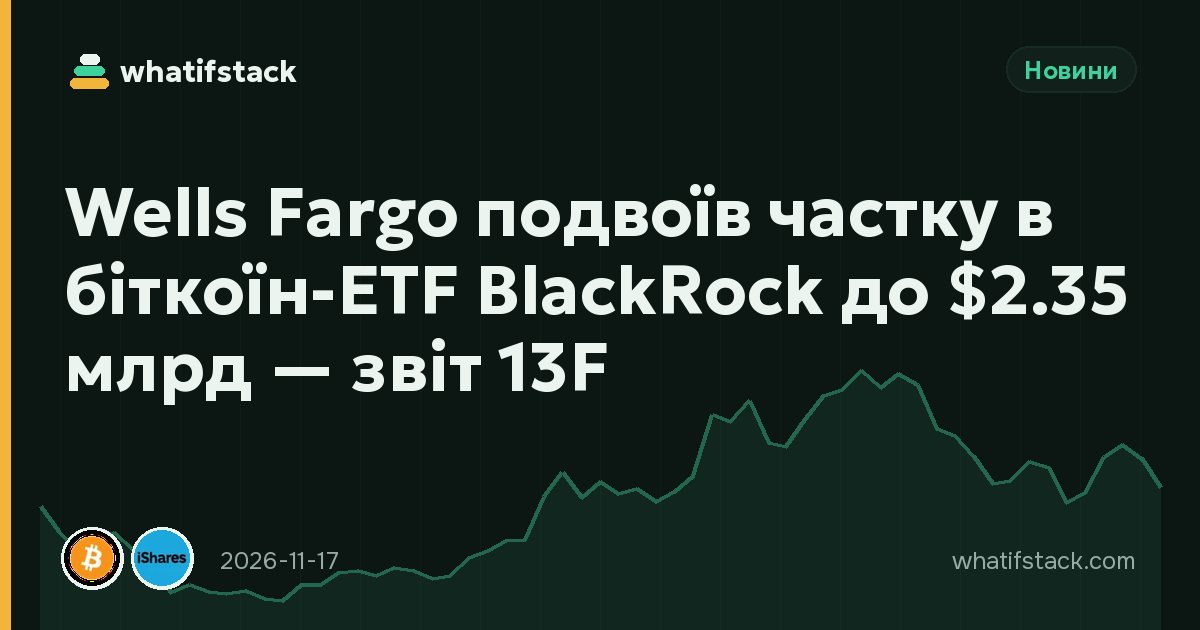 whatifstack
Новини
Wells Fargo подвоїв частку в
біткоїн-ETF BlackRock до $2.35
млрд — звіт 13F
iShares
2026-11-17
whatifstack.com